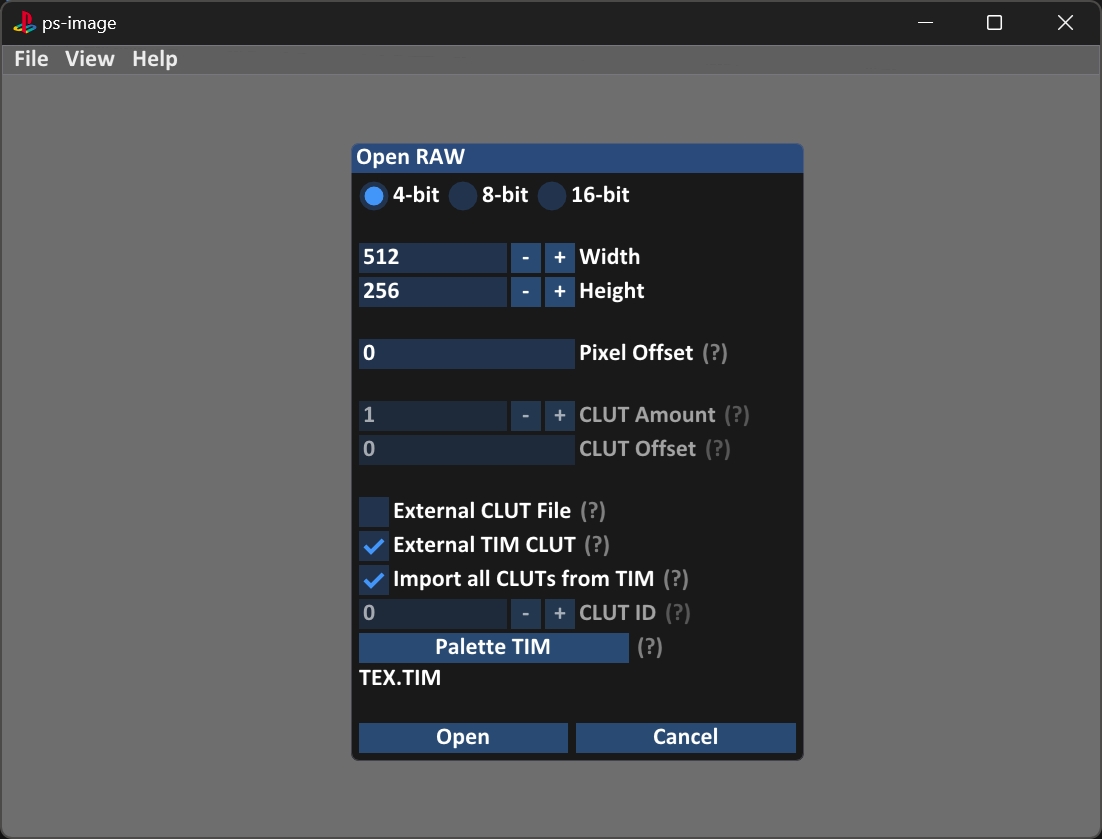 ps-image
File View Help
Open RAW
4-bit 8-bit 16-bit
512 - + Width
256 - + Height
0 Pixel Offset (?)
1 - + CLUT Amount (?)
0 CLUT Offset (?)
External CLUT File (?)
External TIM CLUT (?)
Import all CLUTs from TIM (?)
0 - + CLUT ID (?)
Palette TIM (?)
TEX.TIM
Open Cancel